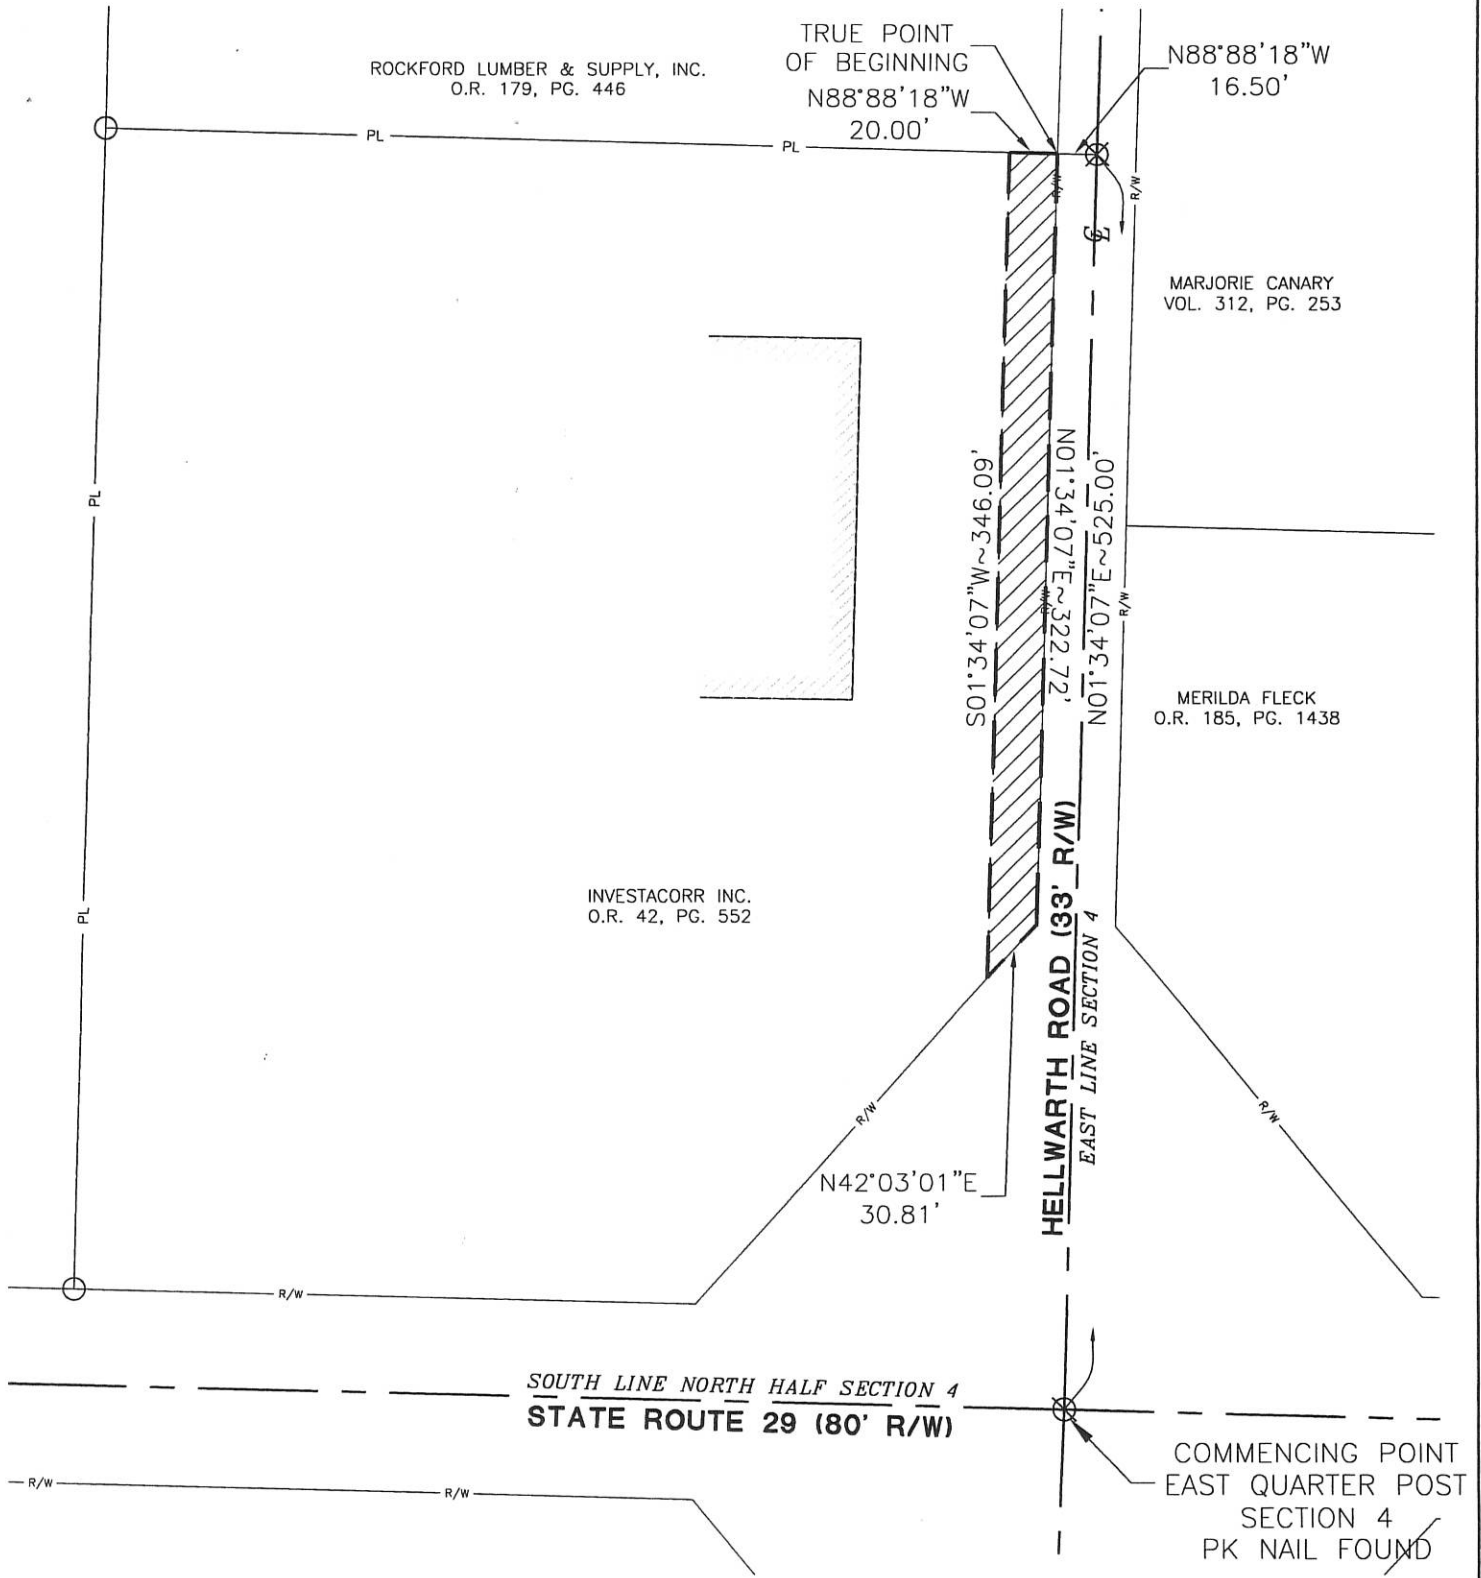 ROCKFORD LUMBER & SUPPLY, INC.
O.R. 179, PG. 446
TRUE POINT
OF BEGINNING
N88°88'18"W
20.00'
N88°88'18"W
16.50'
PL
PL
R/W
R/W
℄
MARJORIE CANARY
VOL. 312, PG. 253
PL
S01°34'07"W~346.09'
N01°34'07"E~322.72'
N01°34'07"E~525.00'
R/W
R/W
MERILDA FLECK
O.R. 185, PG. 1438
PL
INVESTACORR INC.
O.R. 42, PG. 552
HELLWARTH ROAD (33' R/W)
EAST LINE SECTION 4
R/W
R/W
N42°03'01"E
30.81'
R/W
SOUTH LINE NORTH HALF SECTION 4
STATE ROUTE 29 (80' R/W)
R/W
R/W
COMMENCING POINT
EAST QUARTER POST
SECTION 4
PK NAIL FOUND